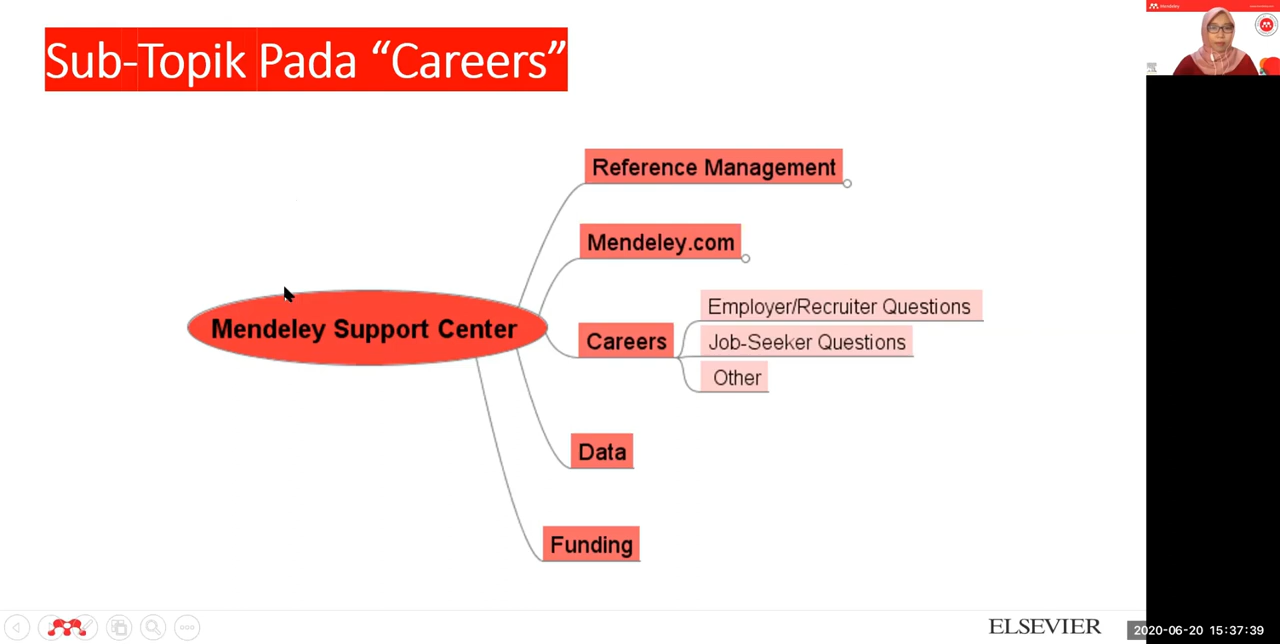 Sub-Topik Pada “Careers”
Mendeley
Reference Management
Mendeley.com
Mendeley Support Center
Careers
Employer/Recruiter Questions
Job-Seeker Questions
Other
Data
Funding
ELSEVIER
2020-06-20 15:37:39